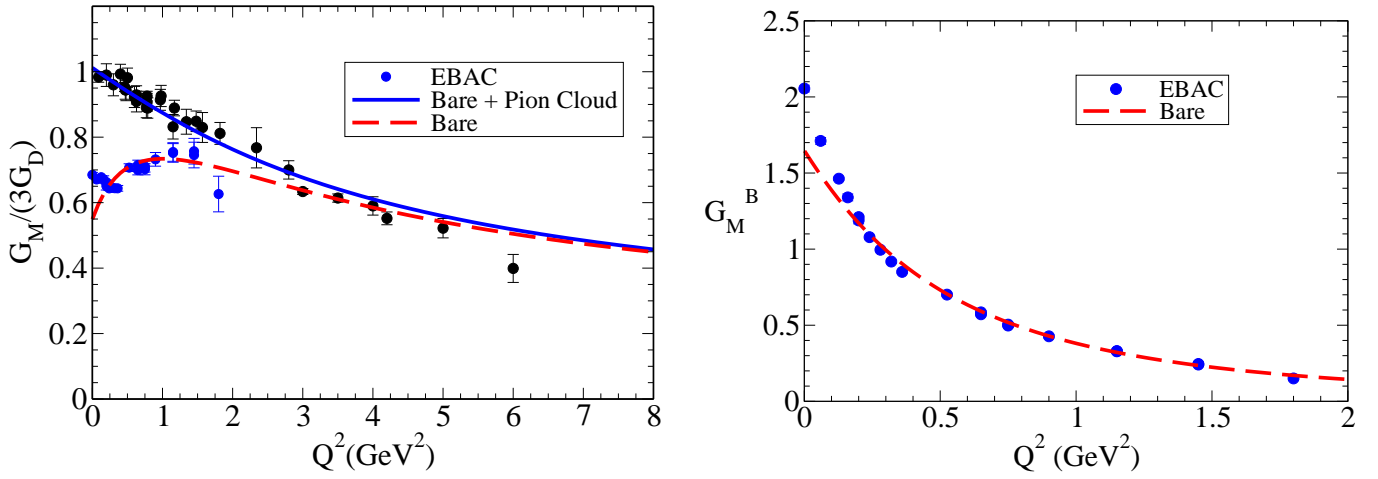 G_M/(3G_D)
1
0.8
0.6
0.4
0.2
0
EBAC
Bare + Pion Cloud
Bare
0 1 2 3 4 5 6 7 8
Q^2(GeV^2)
G_M^B
2.5
2
1.5
1
0.5
0
EBAC
Bare
0 0.5 1 1.5 2
Q^2 (GeV^2)